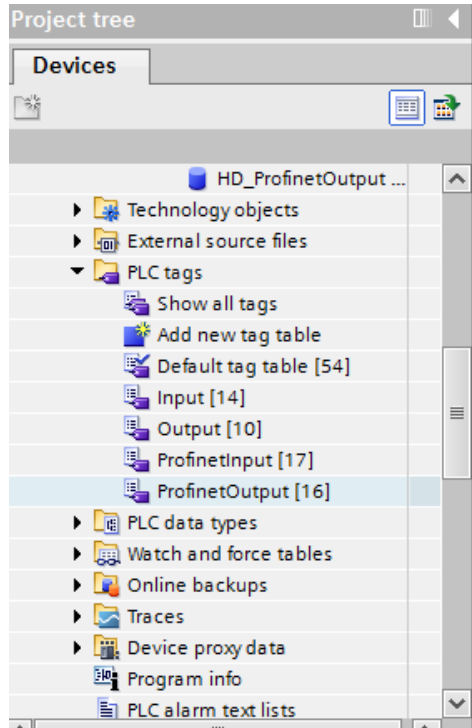 Project tree
Devices
HD_ProfinetOutput ...
Technology objects
External source files
PLC tags
Show all tags
Add new tag table
Default tag table [54]
Input [14]
Output [10]
ProfinetInput [17]
ProfinetOutput [16]
PLC data types
Watch and force tables
Online backups
Traces
Device proxy data
Program info
PLC alarm text lists